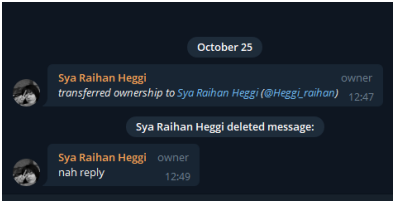 October 25
Sya Raihan Heggi owner
transferred ownership to Sya Raihan Heggi (@Heggi_raihan) 12:47
Sya Raihan Heggi deleted message:
Sya Raihan Heggi owner
nah reply 12:49